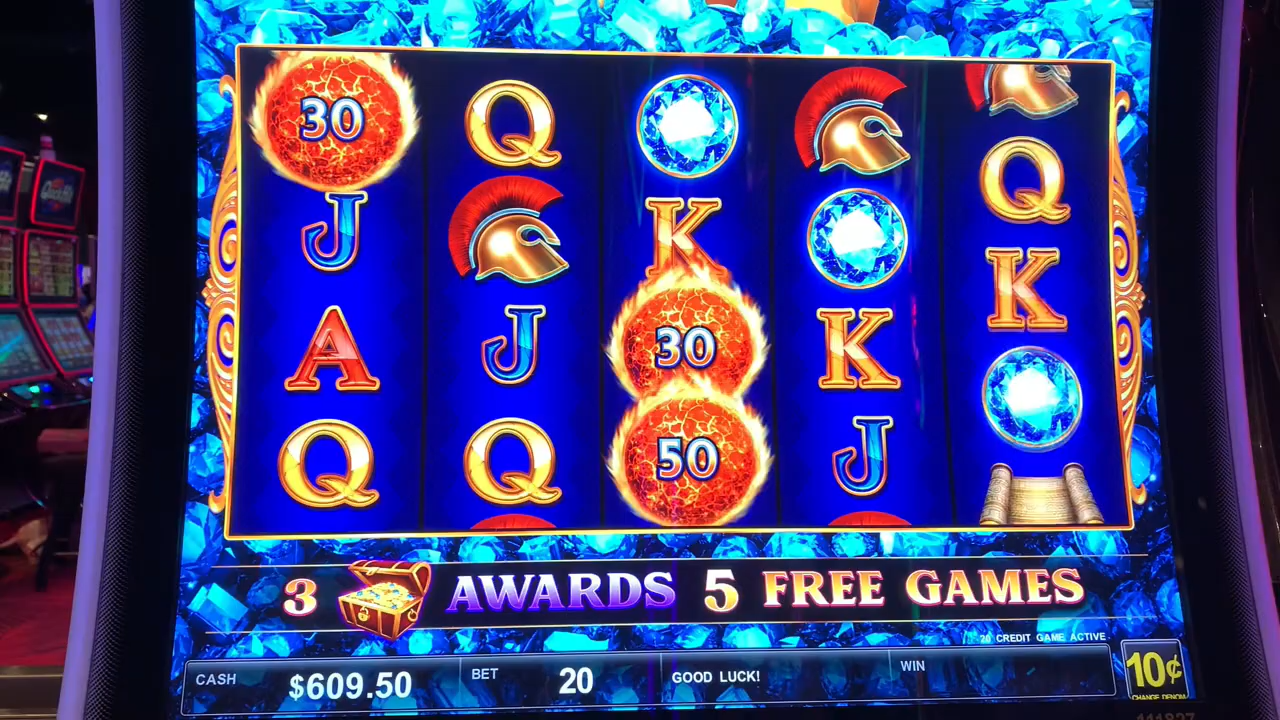 30 Q
K Q
J K
A 30 K
J
Q Q 50 J
3 AWARDS 5 FREE GAMES
20 CREDIT GAME ACTIVE
CASH $609.50 BET 20 GOOD LUCK! WIN 10¢
CHANGE DENOM